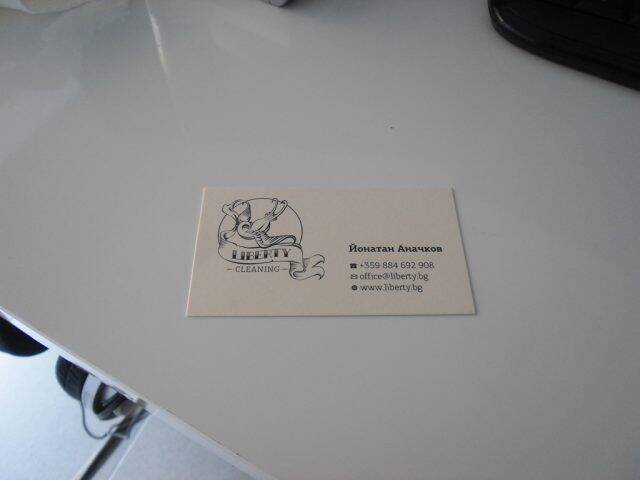 LIBERTY
CLEANING
Йонатан Аначков
+359 884 692 908
office@liberty.bg
www.liberty.bg